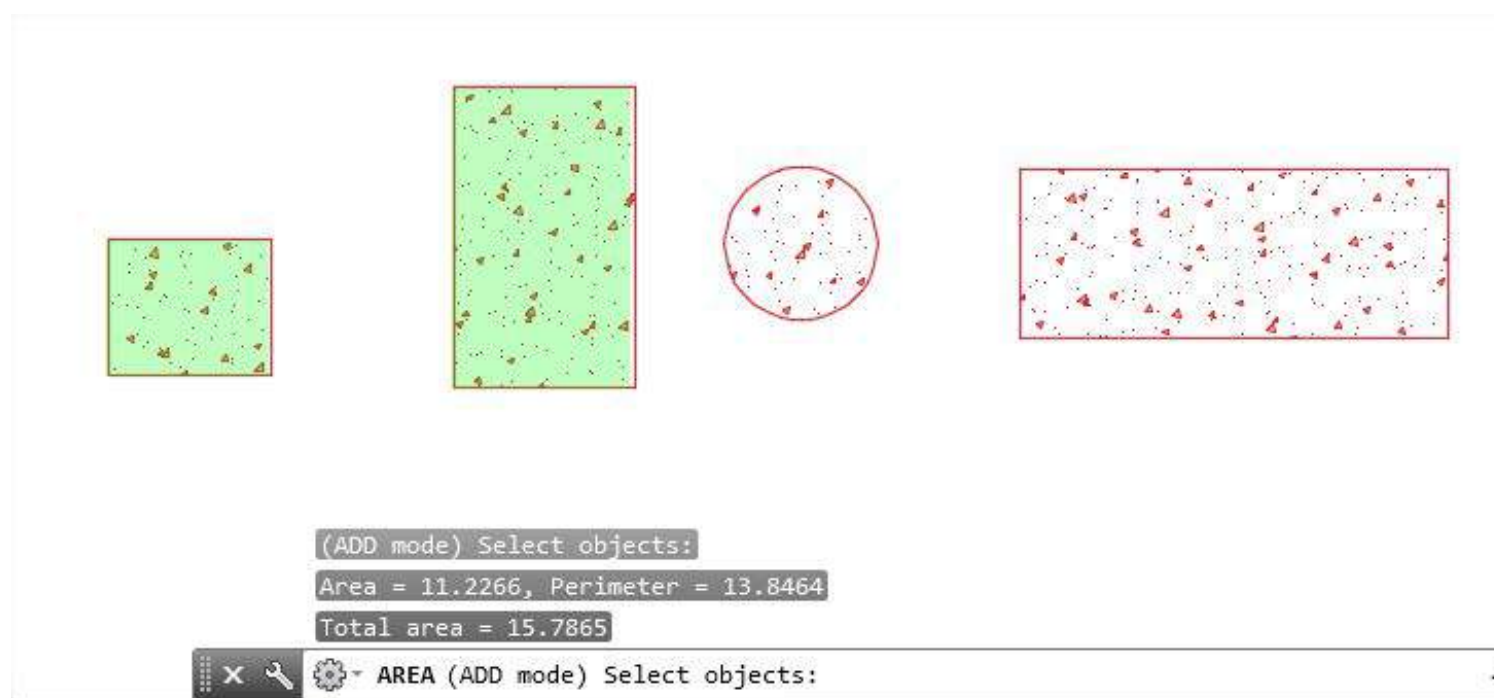 (ADD mode) Select objects:
Area = 11.2266, Perimeter = 13.8464
Total area = 15.7865
AREA (ADD mode) Select objects: